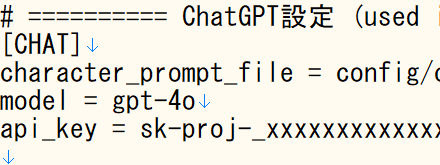 # ========== ChatGPT設定 (used i
[CHAT]↓
character_prompt_file = config/c
model = gpt-4o↓
api_key = sk-proj-_xxxxxxxxxxxxx
↓